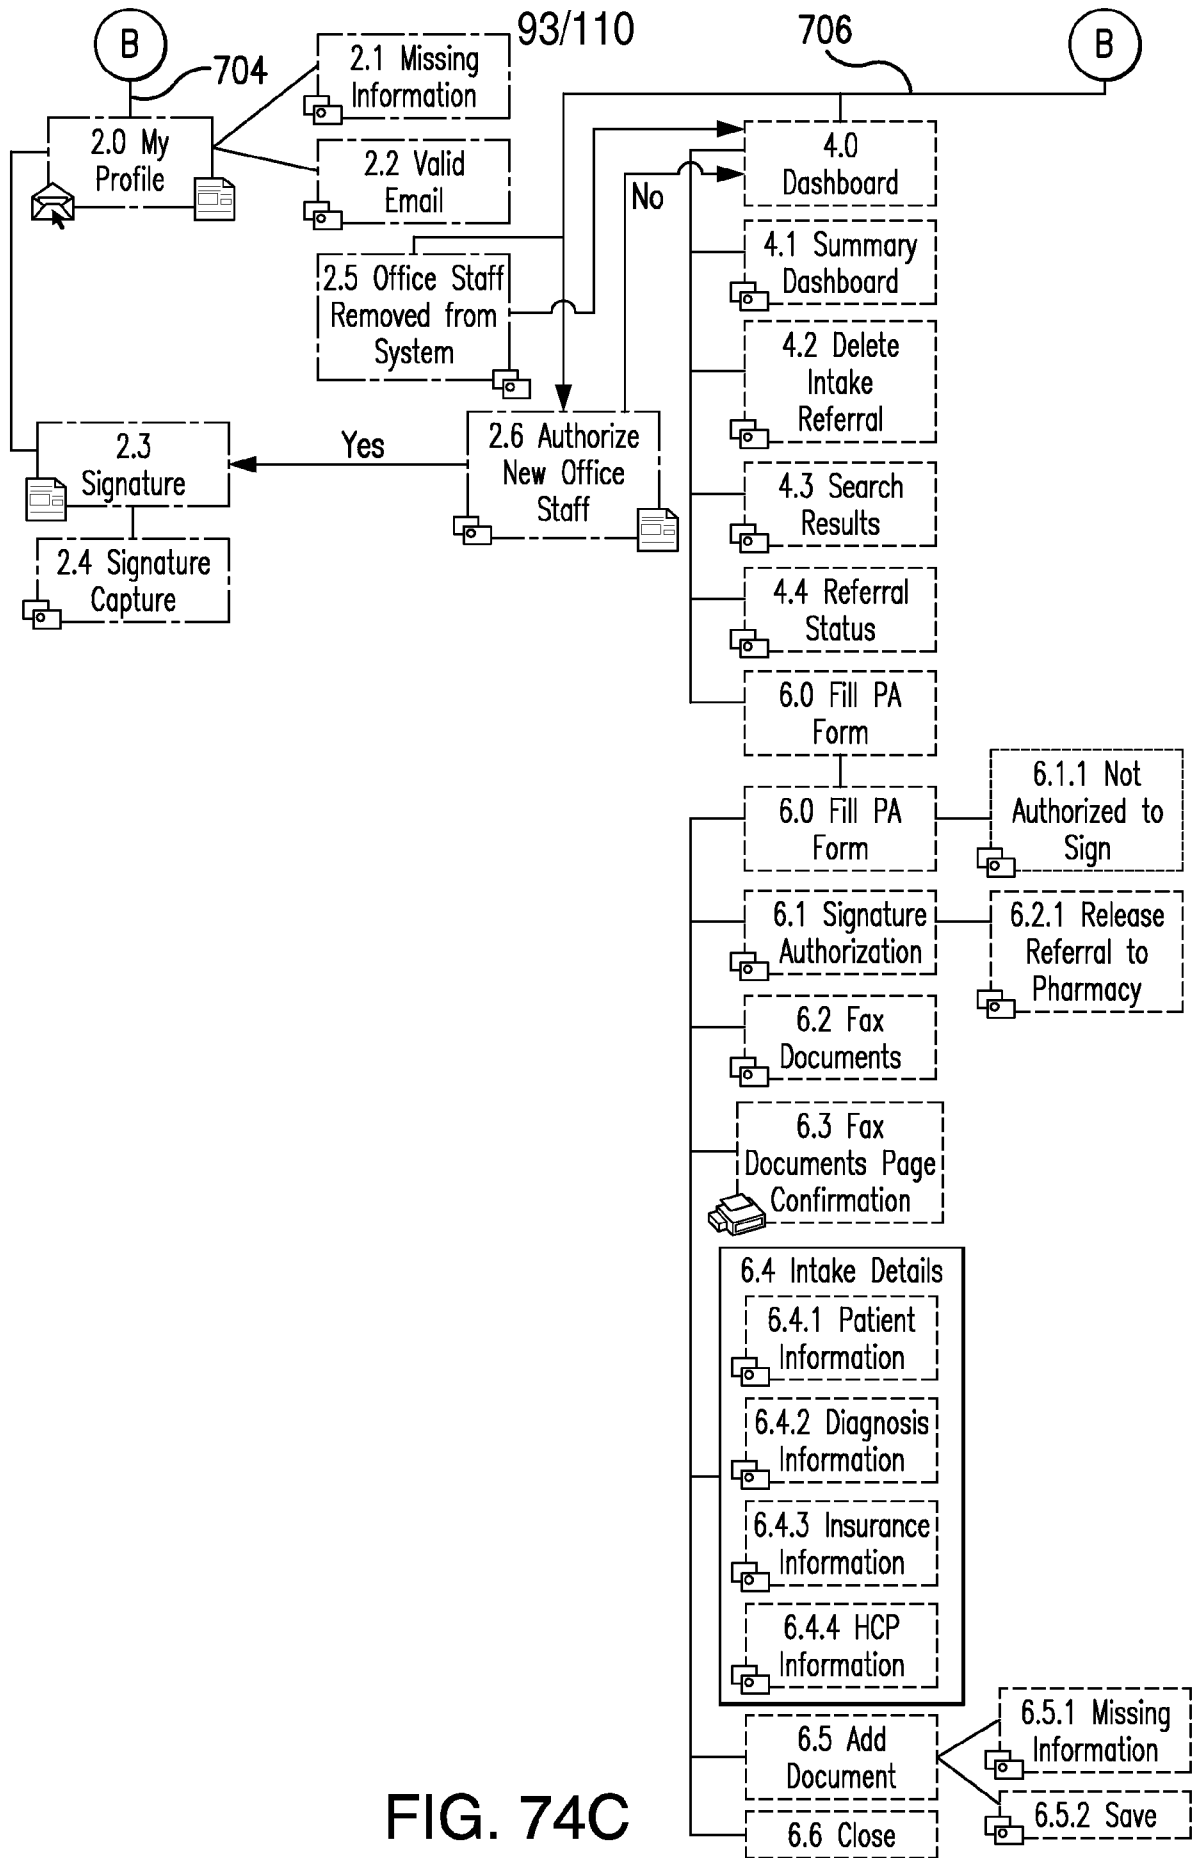 93/110
B
704
2.0 My
Profile
2.1 Missing
Information
2.2 Valid
Email
2.5 Office Staff
Removed from
System
2.6 Authorize
New Office
Staff
Yes
No
2.3
Signature
2.4 Signature
Capture
706
B
4.0
Dashboard
4.1 Summary
Dashboard
4.2 Delete
Intake
Referral
4.3 Search
Results
4.4 Referral
Status
6.0 Fill PA
Form
6.0 Fill PA
Form
6.1.1 Not
Authorized to
Sign
6.1 Signature
Authorization
6.2.1 Release
Referral to
Pharmacy
6.2 Fax
Documents
6.3 Fax
Documents Page
Confirmation
6.4 Intake Details
6.4.1 Patient
Information
6.4.2 Diagnosis
Information
6.4.3 Insurance
Information
6.4.4 HCP
Information
6.5 Add
Document
6.5.1 Missing
Information
6.5.2 Save
6.6 Close
FIG. 74C